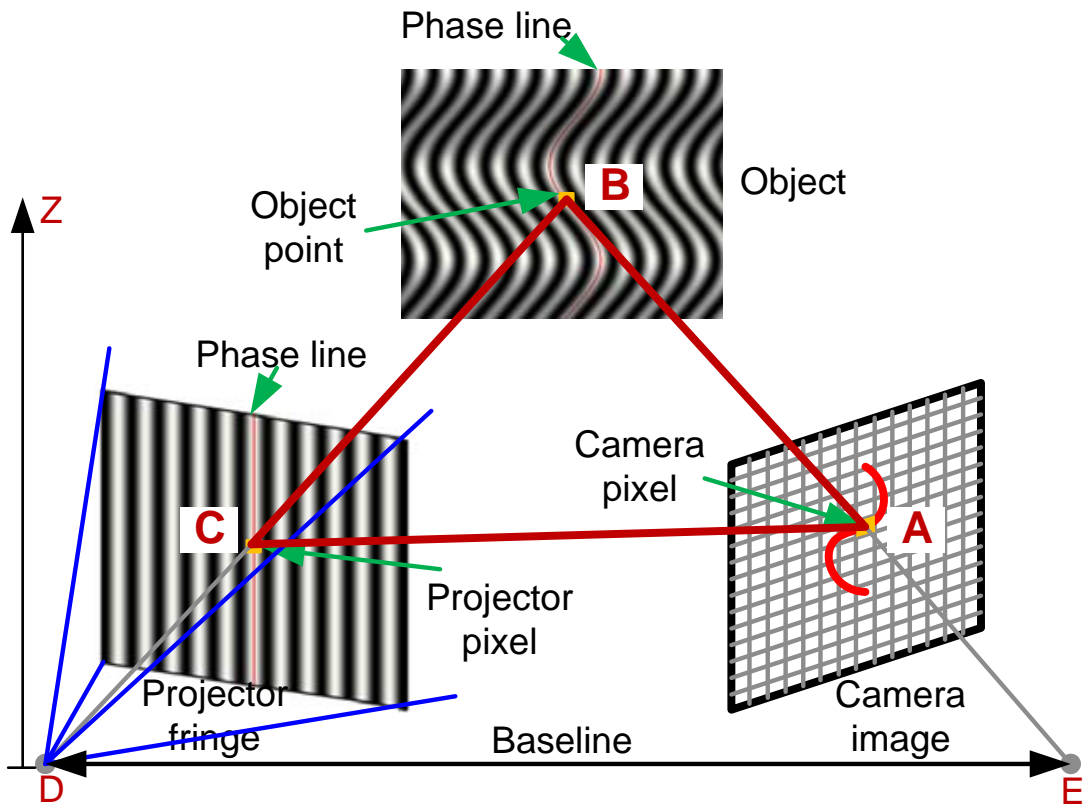 Phase line
B
Object
Object
point
Z
Phase line
Camera
pixel
C
A
Projector
pixel
Projector
fringe
Camera
image
Baseline
D
E